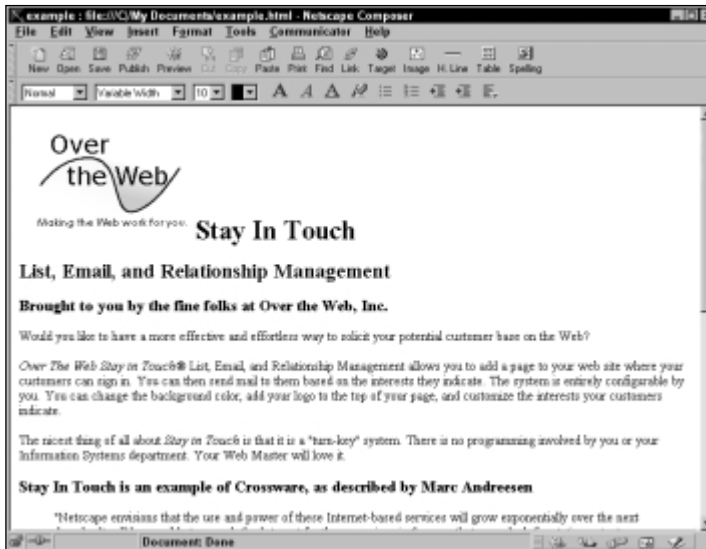 example : file:///C|/My Documents/example.html - Netscape Composer
File Edit View Insert Format Tools Communicator Help
New Open Save Publish Preview Cut Copy Paste Print Find Link Target Image H. Line Table Spelling
Normal Variable Width 10
Over
the Web
Making the Web work for you.
Stay In Touch
List, Email, and Relationship Management
Brought to you by the fine folks at Over the Web, Inc.
Would you like to have a more effective and effortless way to solicit your potential customer base on the Web?
Over The Web Stay in Touch® List, Email, and Relationship Management allows you to add a page to your web site where your
customers can sign in. You can then send mail to them based on the interests they indicate. The system is entirely configurable by
you. You can change the background color, add your logo to the top of your page, and customize the interests your customers
indicate.
The nicest thing of all about Stay in Touch is that it is a "turn-key" system. There is no programming involved by you or your
Information Systems department. Your Web Master will love it.
Stay In Touch is an example of Crossware, as described by Marc Andreesen
"Netscape envisions that the use and power of these Internet-based services will grow exponentially over the next
Document: Done